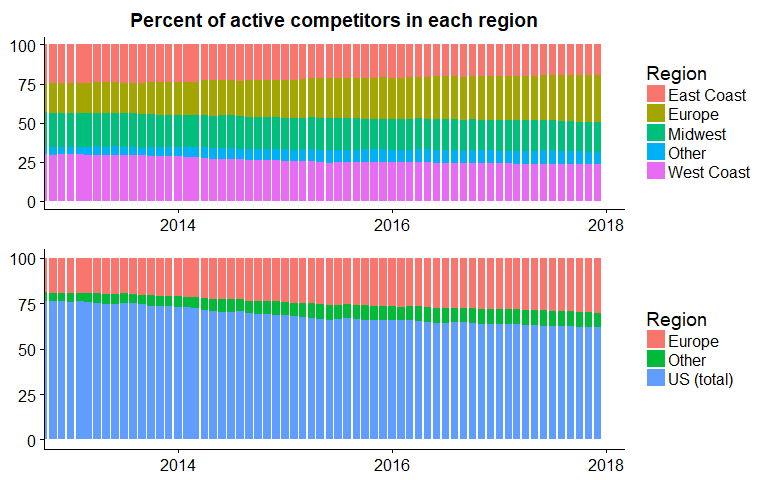 Percent of active competitors in each region
100
75
50
25
0
2014
2016
2018
Region
East Coast
Europe
Midwest
Other
West Coast
100
75
50
25
0
2014
2016
2018
Region
Europe
Other
US (total)